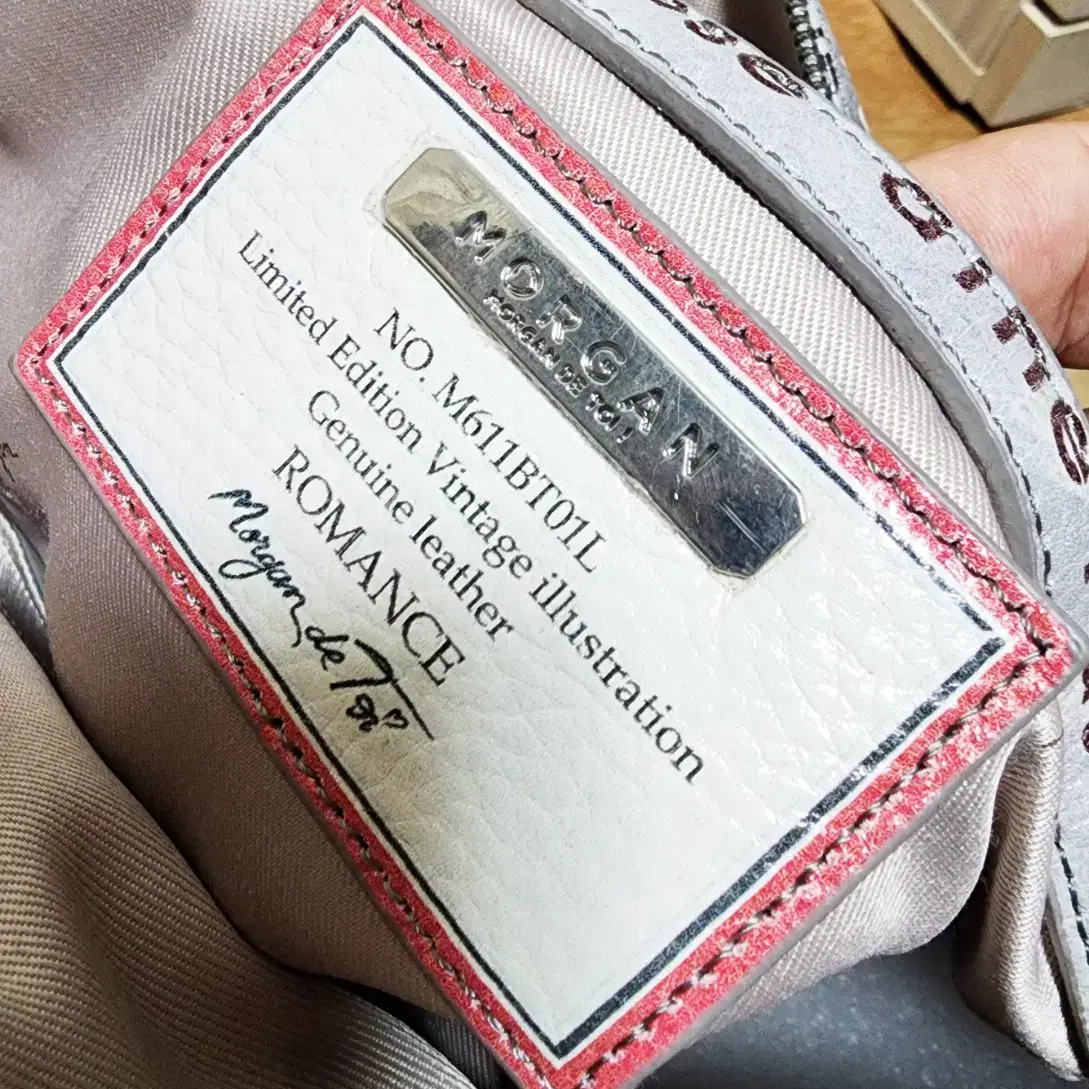 MORGAN
MORGAN DE TOI !
NO. M611BT01L
Limited Edition Vintage illustration
Genuine leather
ROMANCE
Morgan de Toi